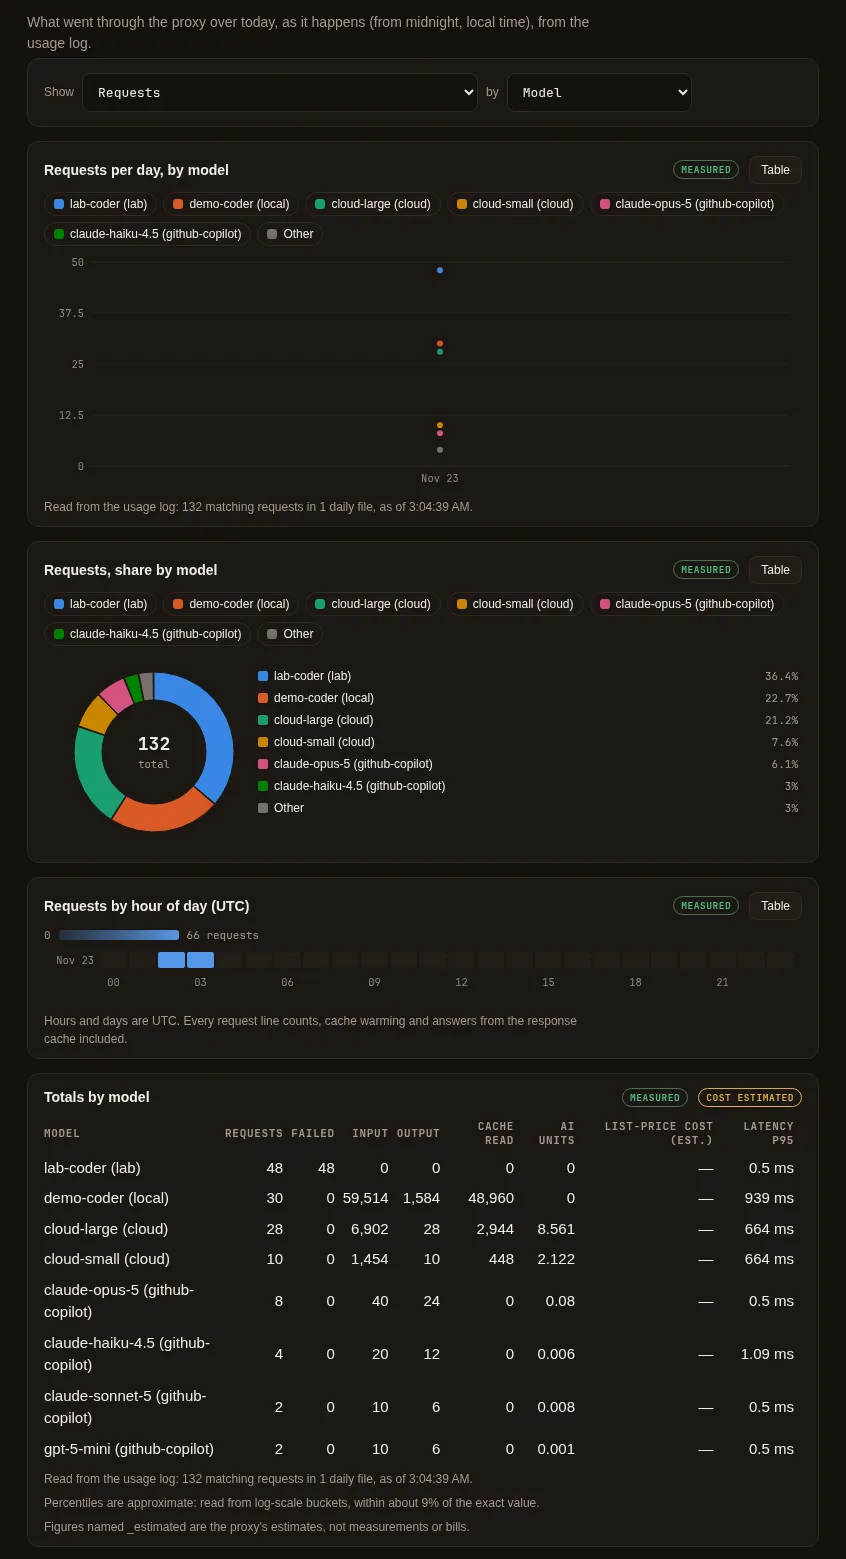 What went through the proxy over today, as it happens (from midnight, local time), from the
usage log.
Show Requests by Model
Requests per day, by model MEASURED Table
lab-coder (lab) demo-coder (local) cloud-large (cloud) cloud-small (cloud) claude-opus-5 (github-copilot)
claude-haiku-4.5 (github-copilot) Other
50
37.5
25
12.5
0
Nov 23
Read from the usage log: 132 matching requests in 1 daily file, as of 3:04:39 AM.
Requests, share by model MEASURED Table
lab-coder (lab) demo-coder (local) cloud-large (cloud) cloud-small (cloud) claude-opus-5 (github-copilot)
claude-haiku-4.5 (github-copilot) Other
132
total
lab-coder (lab) 36.4%
demo-coder (local) 22.7%
cloud-large (cloud) 21.2%
cloud-small (cloud) 7.6%
claude-opus-5 (github-copilot) 6.1%
claude-haiku-4.5 (github-copilot) 3%
Other 3%
Requests by hour of day (UTC) MEASURED Table
0 66 requests
Nov 23
00 03 06 09 12 15 18 21
Hours and days are UTC. Every request line counts, cache warming and answers from the response
cache included.
Totals by model MEASURED COST ESTIMATED
MODEL REQUESTS FAILED INPUT OUTPUT CACHE READ AI UNITS LIST-PRICE COST (EST.) LATENCY P95
lab-coder (lab) 48 48 0 0 0 0 — 0.5 ms
demo-coder (local) 30 0 59,514 1,584 48,960 0 — 939 ms
cloud-large (cloud) 28 0 6,902 28 2,944 8.561 — 664 ms
cloud-small (cloud) 10 0 1,454 10 448 2.122 — 664 ms
claude-opus-5 (github-
copilot) 8 0 40 24 0 0.08 — 0.5 ms
claude-haiku-4.5 (github-
copilot) 4 0 20 12 0 0.006 — 1.09 ms
claude-sonnet-5 (github-
copilot) 2 0 10 6 0 0.008 — 0.5 ms
gpt-5-mini (github-copilot) 2 0 10 6 0 0.001 — 0.5 ms
Read from the usage log: 132 matching requests in 1 daily file, as of 3:04:39 AM.
Percentiles are approximate: read from log-scale buckets, within about 9% of the exact value.
Figures named _estimated are the proxy's estimates, not measurements or bills.